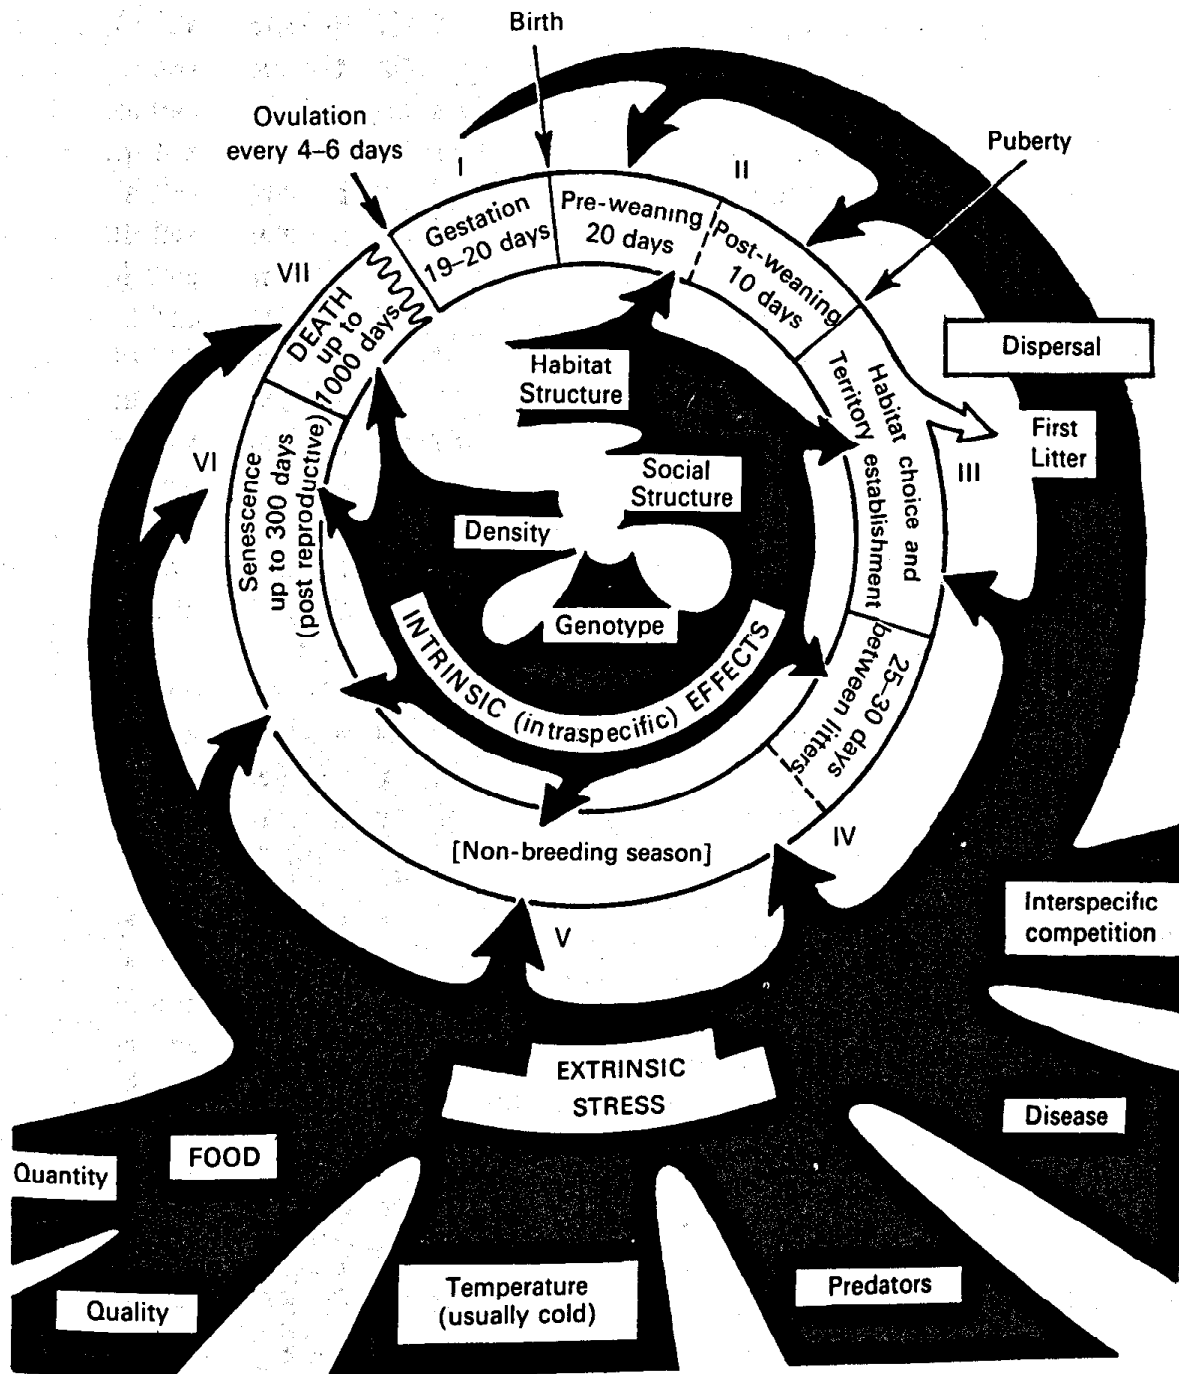 Birth
Ovulation
every 4–6 days
Puberty
I
II
Gestation
19–20 days
Pre-weaning
20 days
Post-weaning
10 days
VII
DEATH
up to
1000 days
Dispersal
Habitat choice and
Territory establishment
First
Litter
III
Habitat
Structure
Social
Structure
Density
Genotype
INTRINSIC (intraspecific) EFFECTS
VI
Senescence
up to 300 days
(post reproductive)
25–30 days
between litters
IV
[Non-breeding season]
V
Interspecific
competition
EXTRINSIC
STRESS
Disease
FOOD
Quantity
Quality
Temperature
(usually cold)
Predators